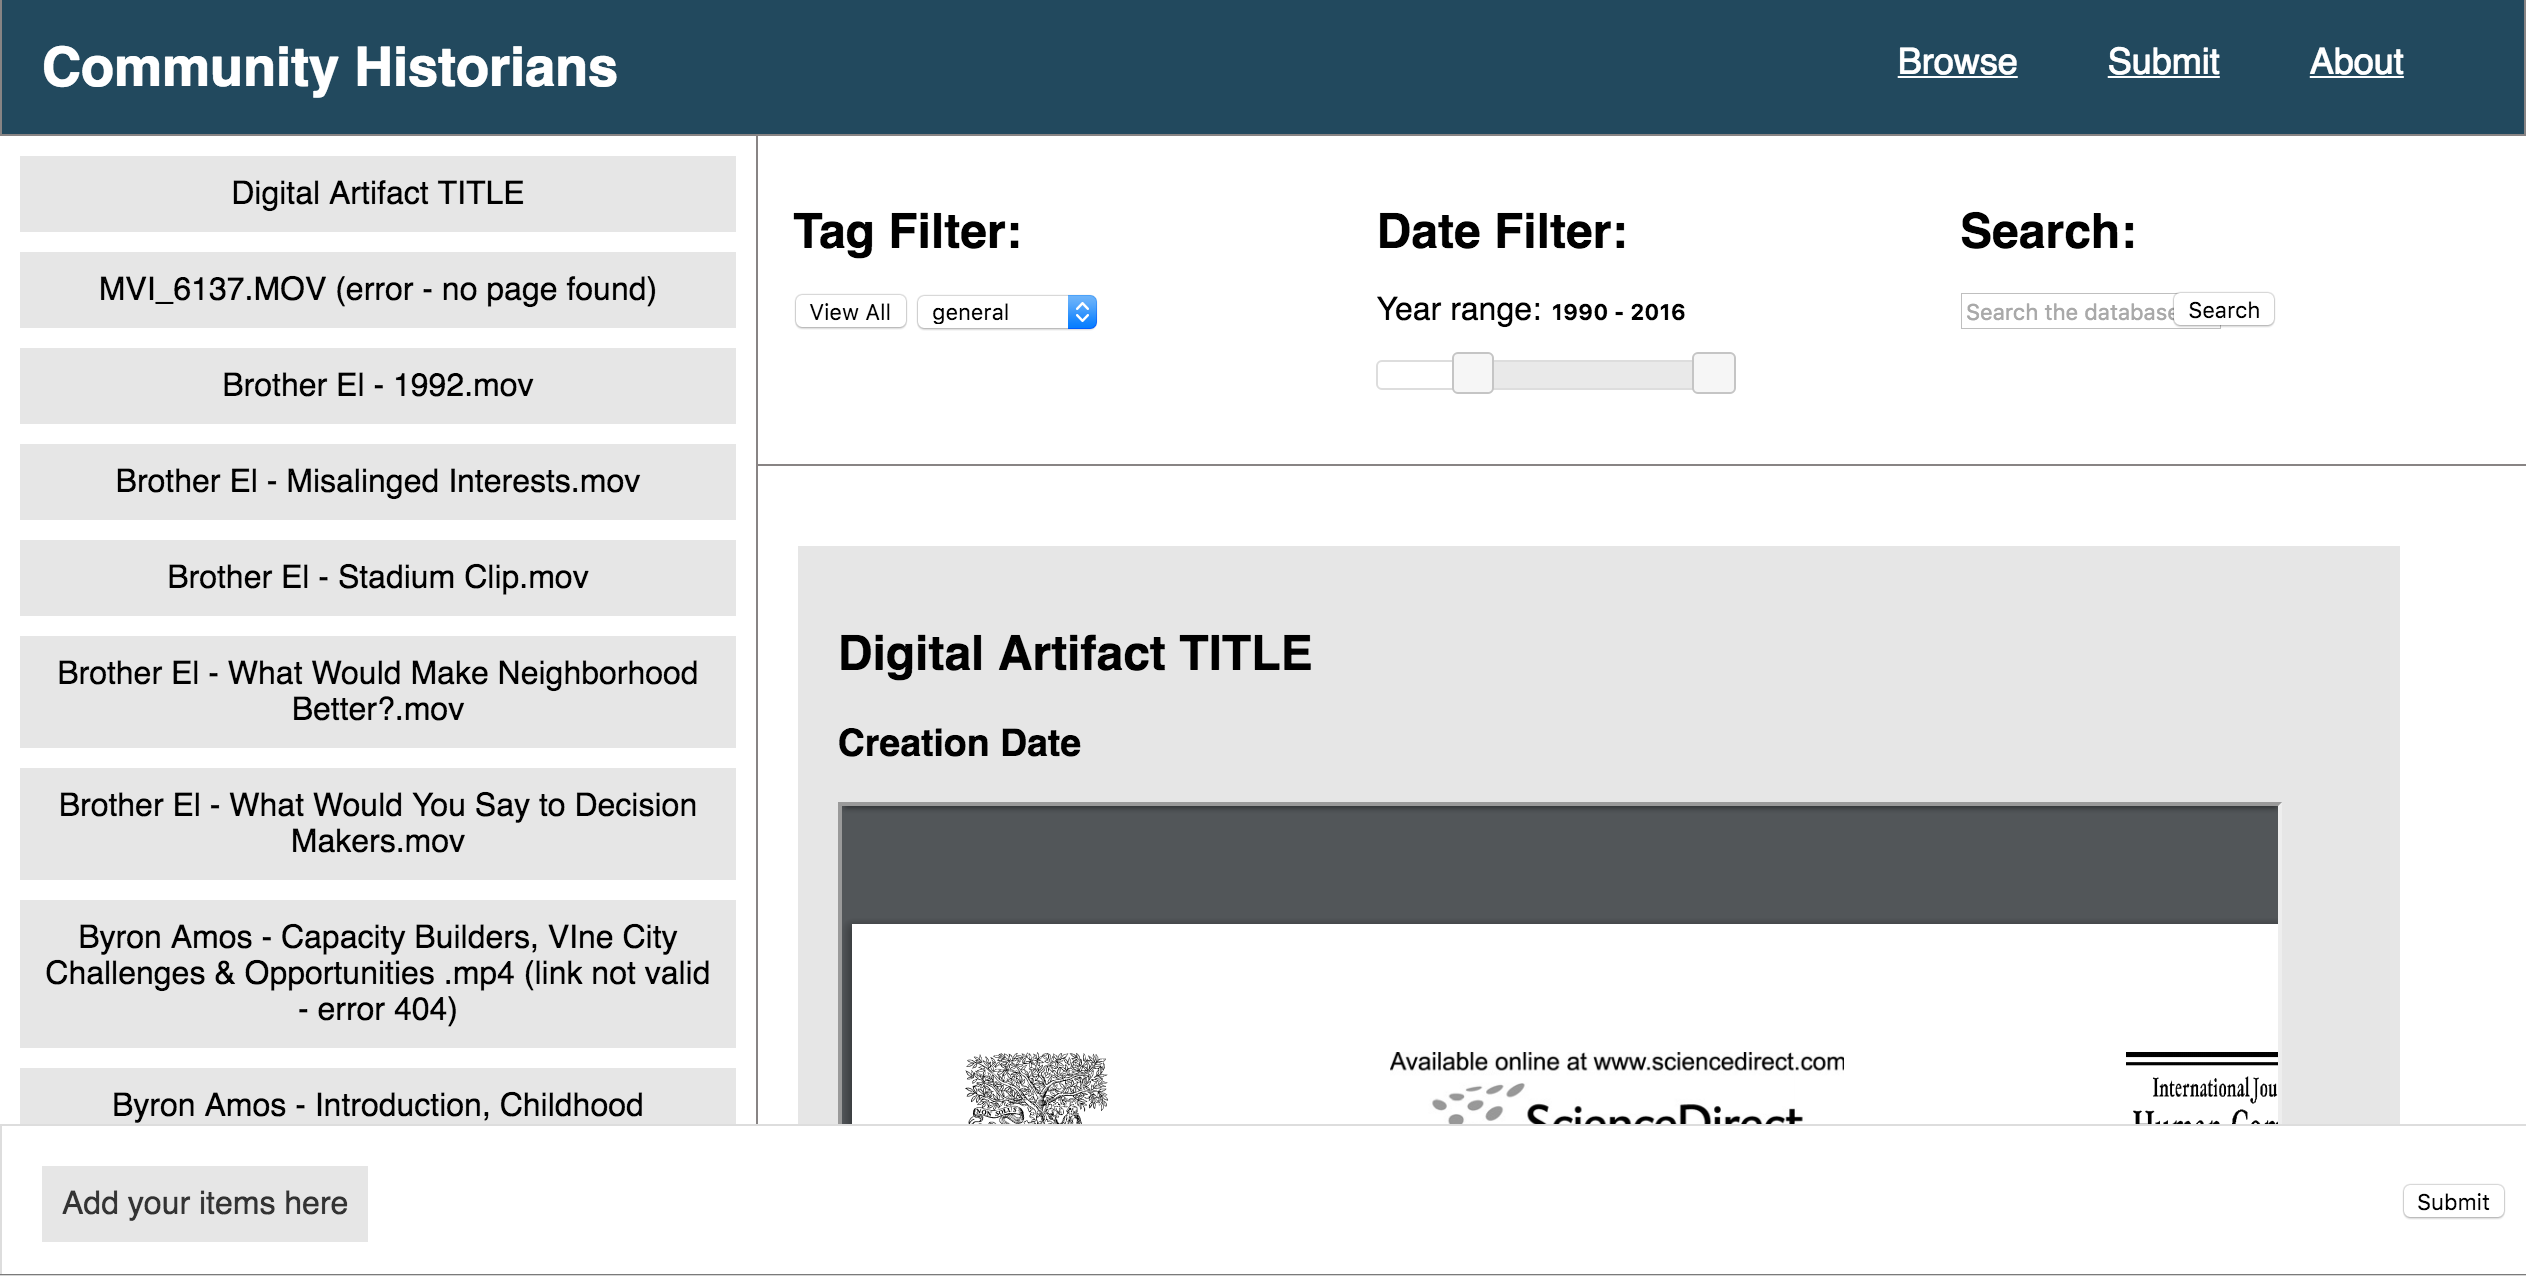 Community Historians
Browse Submit About
Digital Artifact TITLE
MVI_6137.MOV (error - no page found)
Brother El - 1992.mov
Brother El - Misalinged Interests.mov
Brother El - Stadium Clip.mov
Brother El - What Would Make Neighborhood
Better?.mov
Brother El - What Would You Say to Decision
Makers.mov
Byron Amos - Capacity Builders, VIne City
Challenges & Opportunities .mp4 (link not valid
- error 404)
Byron Amos - Introduction, Childhood
Tag Filter:
View All general
Date Filter:
Year range: 1990 - 2016
Search:
Search the database Search
Digital Artifact TITLE
Creation Date
Available online at www.sciencedirect.com
ScienceDirect
International Jou
Human Com
Add your items here
Submit